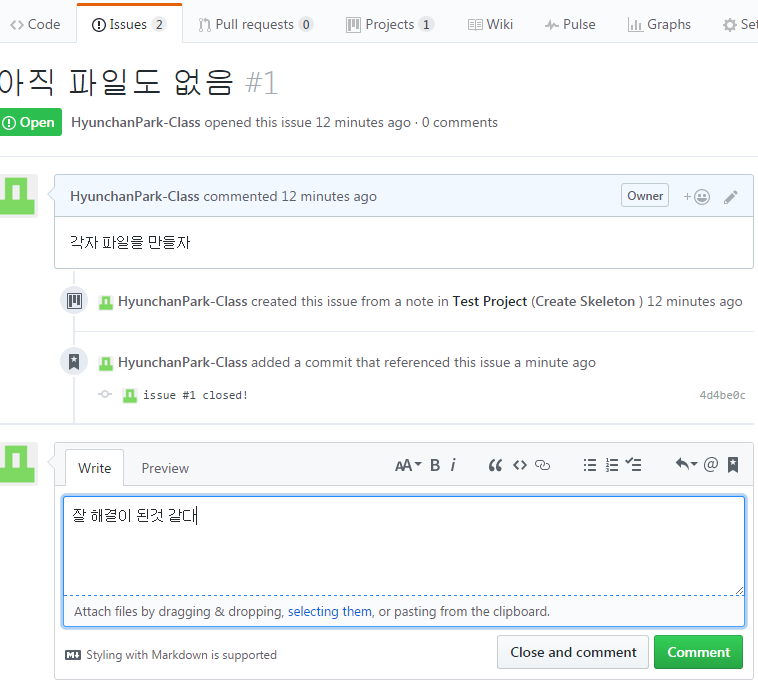 Code Issues 2 Pull requests 0 Projects 1 Wiki Pulse Graphs
아직 파일도 없음 #1
Open HyunchanPark-Class opened this issue 12 minutes ago · 0 comments
HyunchanPark-Class commented 12 minutes ago Owner
각자 파일을 만들자
HyunchanPark-Class created this issue from a note in Test Project (Create Skeleton ) 12 minutes ago
HyunchanPark-Class added a commit that referenced this issue a minute ago
issue #1 closed! 4d4be0c
Write Preview AA B i
잘 해결이 된것 같다
Attach files by dragging & dropping, selecting them, or pasting from the clipboard.
Styling with Markdown is supported Close and comment Comment